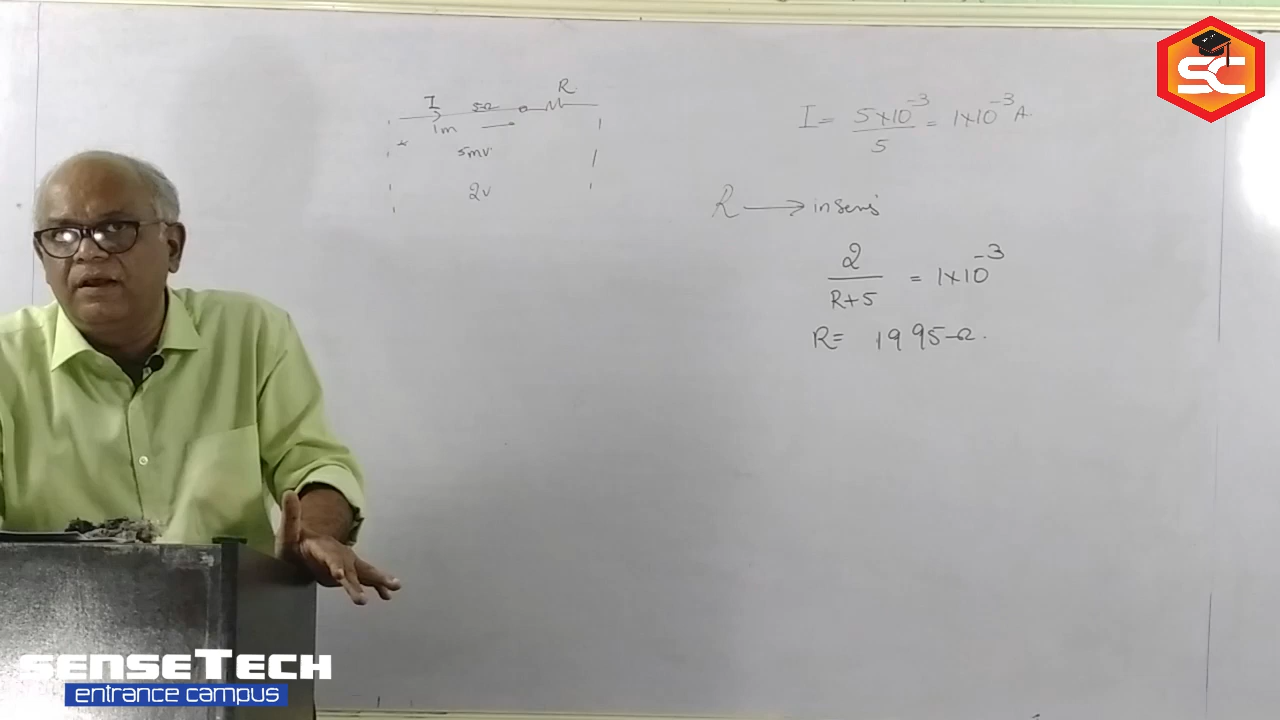 SC
I 5Ω R
1m
5mv
2v
I = 5×10⁻³/5 = 1×10⁻³ A.
R ⟶ in series
2/(R+5) = 1×10⁻³
R = 1995 Ω.
SENSETECH
entrance campus